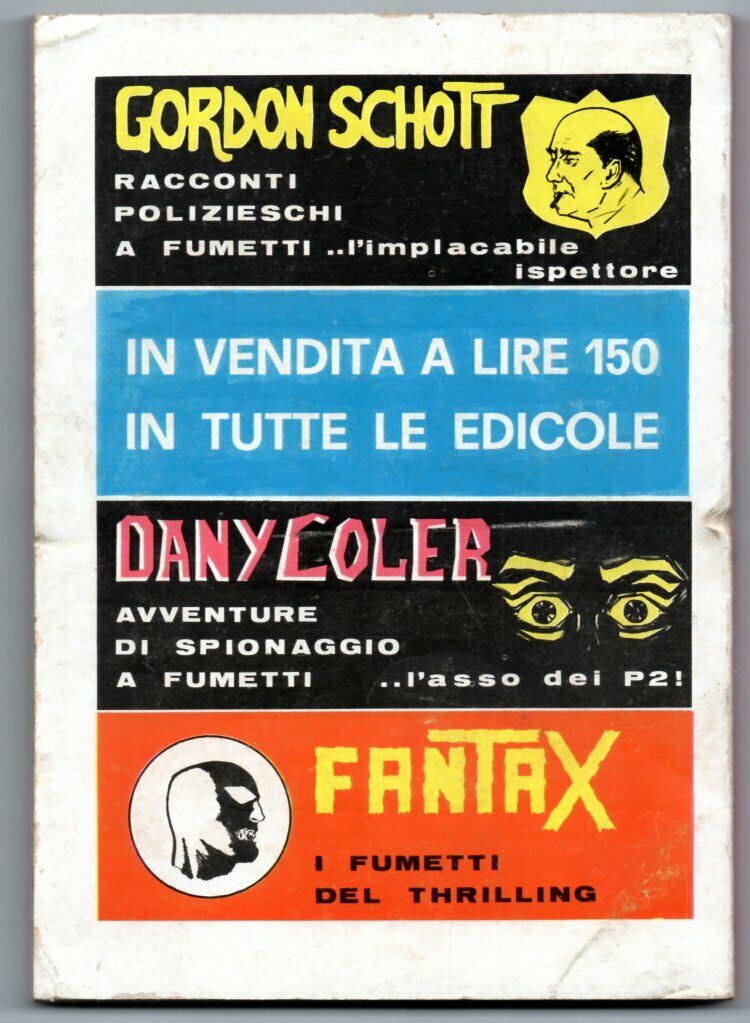 GORDON SCHOTT
RACCONTI
POLIZIESCHI
A FUMETTI ..l'implacabile
ispettore
IN VENDITA A LIRE 150
IN TUTTE LE EDICOLE
DANY COLER
AVVENTURE
DI SPIONAGGIO
A FUMETTI ..l'asso dei P2!
FANTAX
I FUMETTI
DEL THRILLING